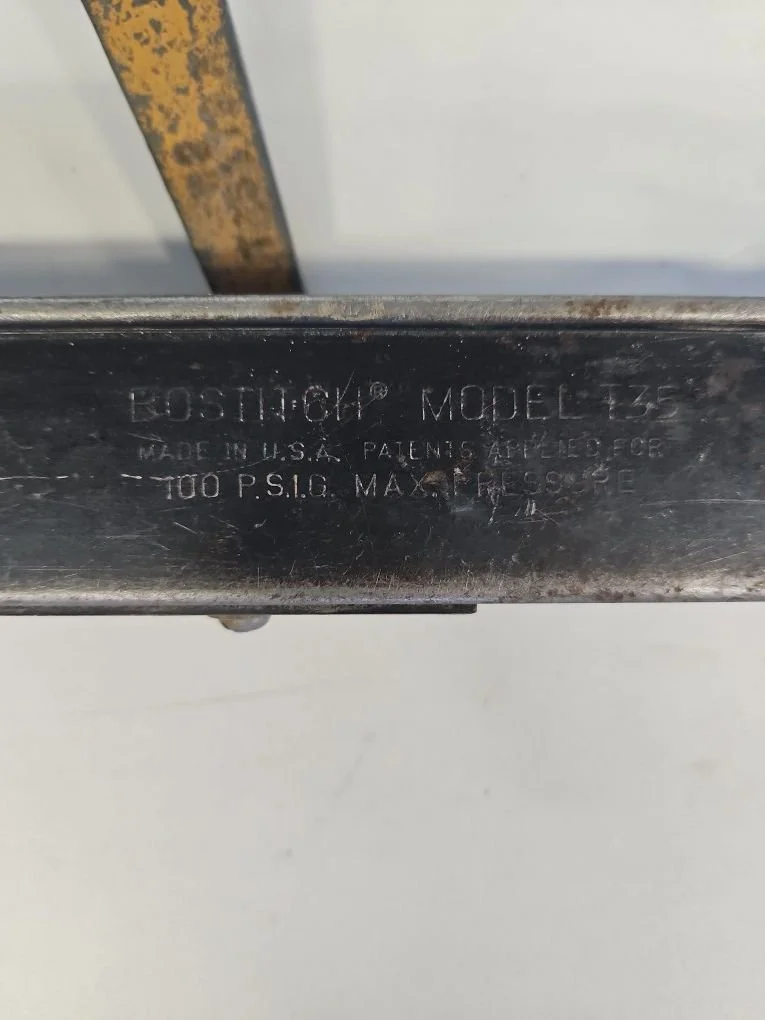 BOSTITCH® MODEL T35
MADE IN U.S.A. PATENTS APPLIED FOR
100 P.S.I.G. MAX. PRESSURE